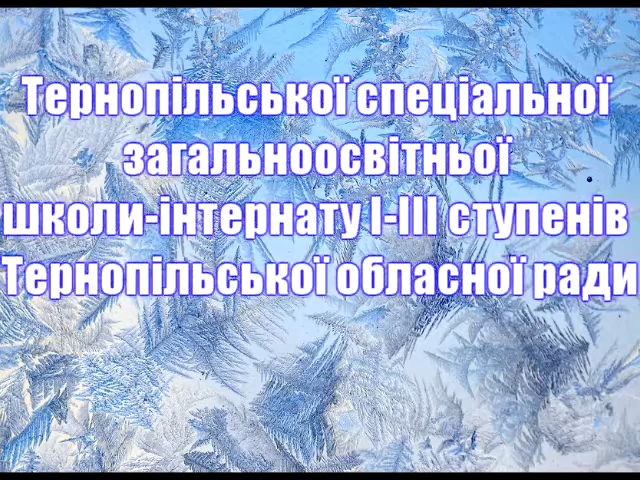 Тернопільської спеціальної
загальноосвітньої
школи-інтернату І-ІІІ ступенів
Тернопільської обласної ради